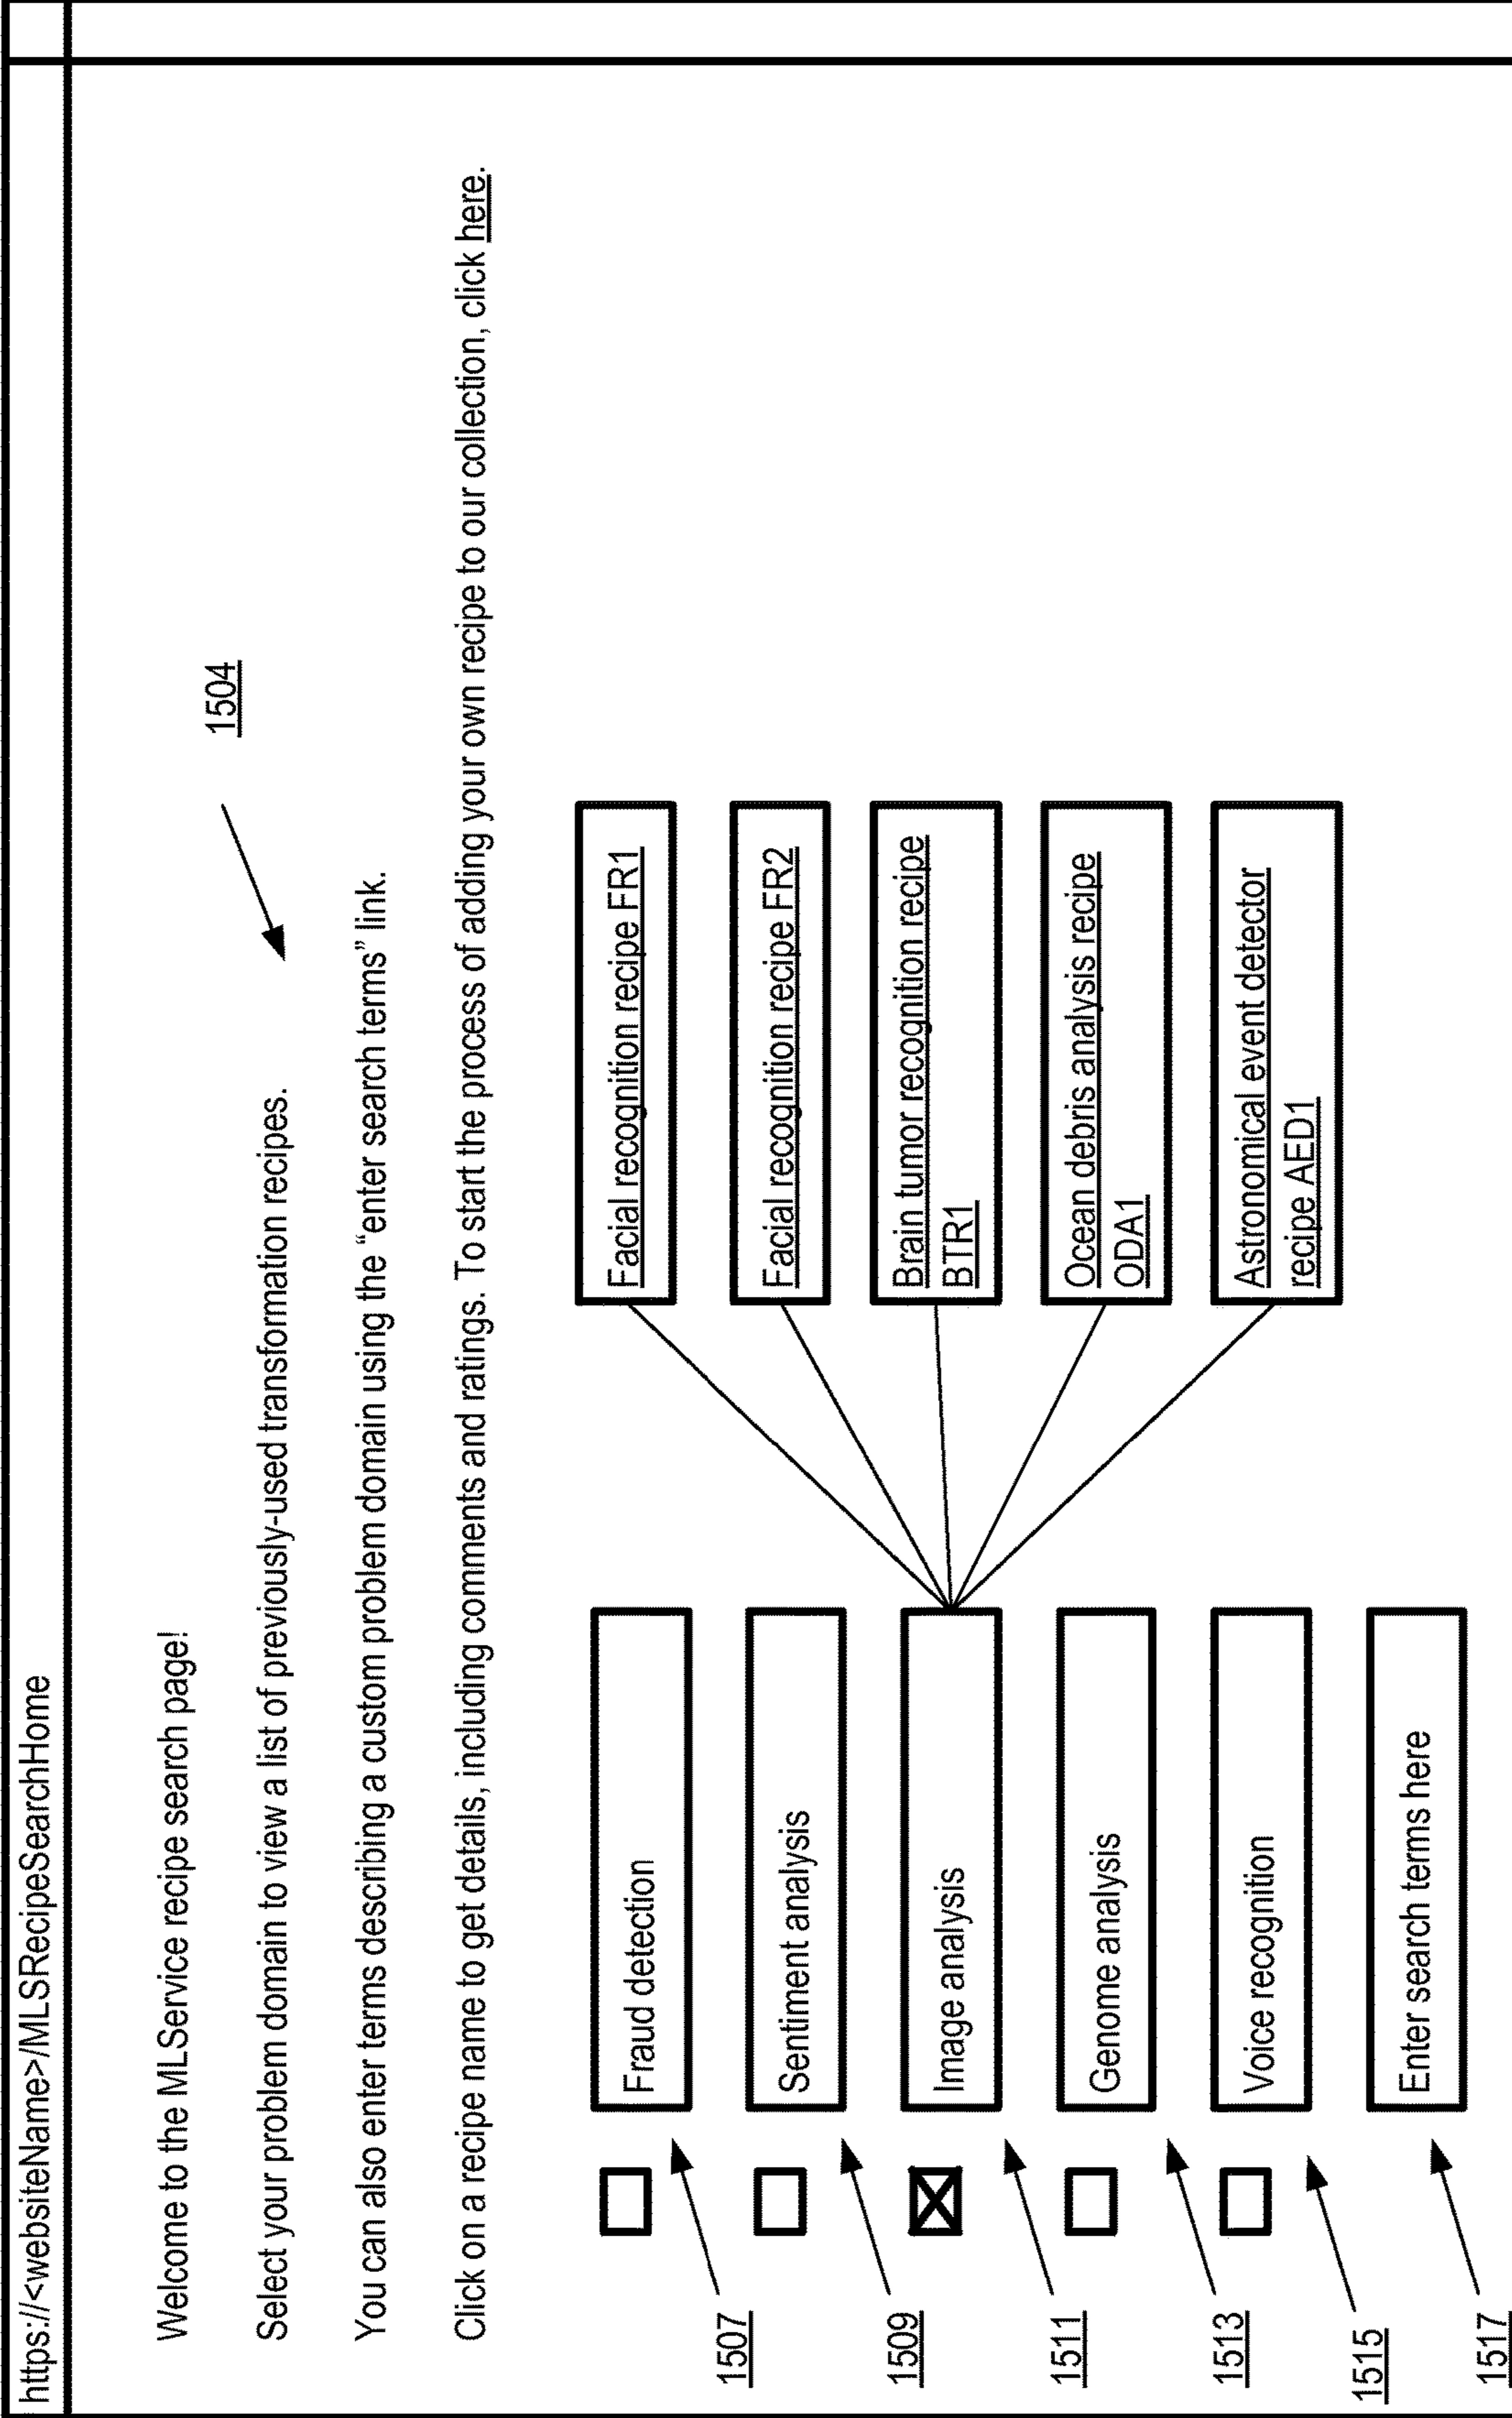 https://<websiteName>/MLSRecipeSearchHome
Welcome to the MLService recipe search page!
1504
Select your problem domain to view a list of previously-used transformation recipes.
You can also enter terms describing a custom problem domain using the “enter search terms” link.
Click on a recipe name to get details, including comments and ratings. To start the process of adding your own recipe to our collection, click here.
1507
Fraud detection
1509
Sentiment analysis
1511
Image analysis
1513
Genome analysis
1515
Voice recognition
1517
Enter search terms here
Facial recognition recipe FR1
Facial recognition recipe FR2
Brain tumor recognition recipe
BTR1
Ocean debris analysis recipe
ODA1
Astronomical event detector
recipe AED1